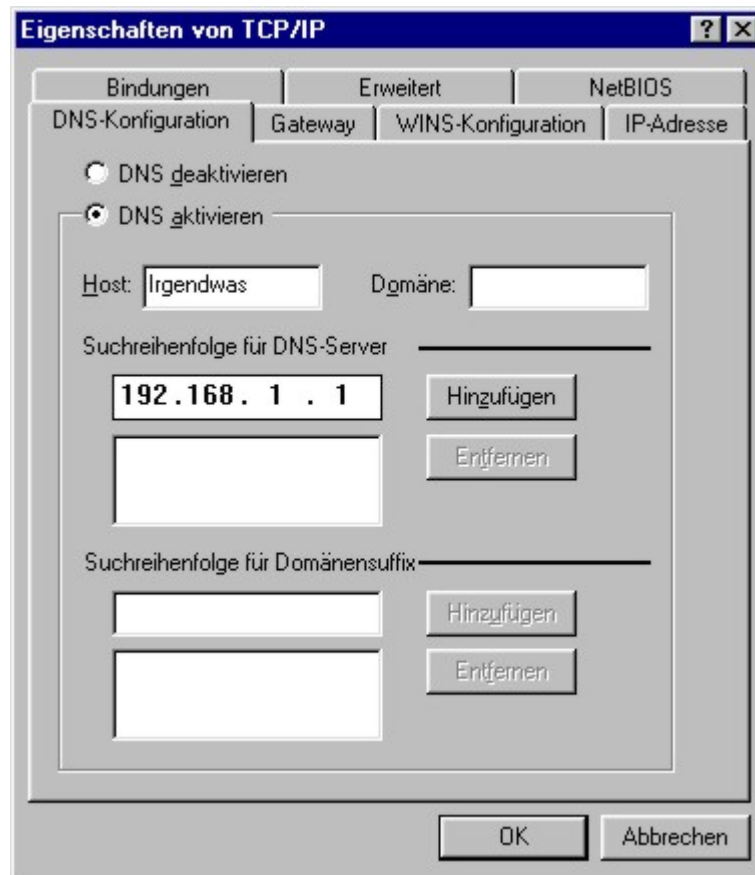 Eigenschaften von TCP/IP
Bindungen Erweitert NetBIOS
DNS-Konfiguration Gateway WINS-Konfiguration IP-Adresse
DNS deaktivieren
DNS aktivieren
Host: Irgendwas Domäne:
Suchreihenfolge für DNS-Server
192.168. 1 . 1 Hinzufügen
Entfernen
Suchreihenfolge für Domänensuffix
Hinzufügen
Entfernen
OK Abbrechen